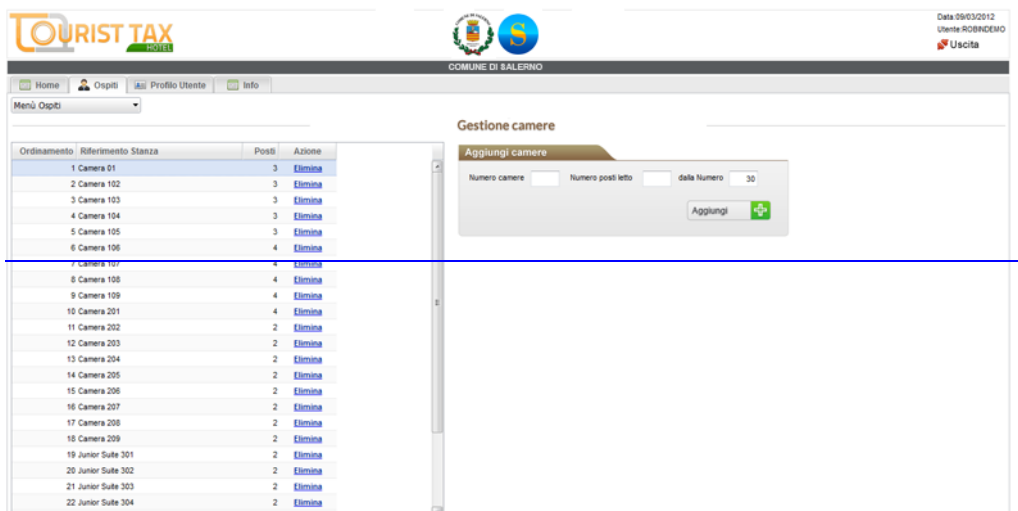 TOURIST TAX
HOTEL
S
Data:09/03/2012
Utente:ROBINDEMO
Uscita
COMUNE DI SALERNO
Home
Ospiti
Profilo Utente
Info
Menù Ospiti
Gestione camere
Ordinamento Riferimento Stanza Posti Azione
1 Camera 01 3 Elimina
2 Camera 102 3 Elimina
3 Camera 103 3 Elimina
4 Camera 104 3 Elimina
5 Camera 105 3 Elimina
6 Camera 106 4 Elimina
7 Camera 107 4 Elimina
8 Camera 108 4 Elimina
9 Camera 109 4 Elimina
10 Camera 201 4 Elimina
11 Camera 202 2 Elimina
12 Camera 203 2 Elimina
13 Camera 204 2 Elimina
14 Camera 205 2 Elimina
15 Camera 206 2 Elimina
16 Camera 207 2 Elimina
17 Camera 208 2 Elimina
18 Camera 209 2 Elimina
19 Junior Suite 301 2 Elimina
20 Junior Suite 302 2 Elimina
21 Junior Suite 303 2 Elimina
22 Junior Suite 304 2 Elimina
Aggiungi camere
Numero camere Numero posti letto dalla Numero 30
Aggiungi